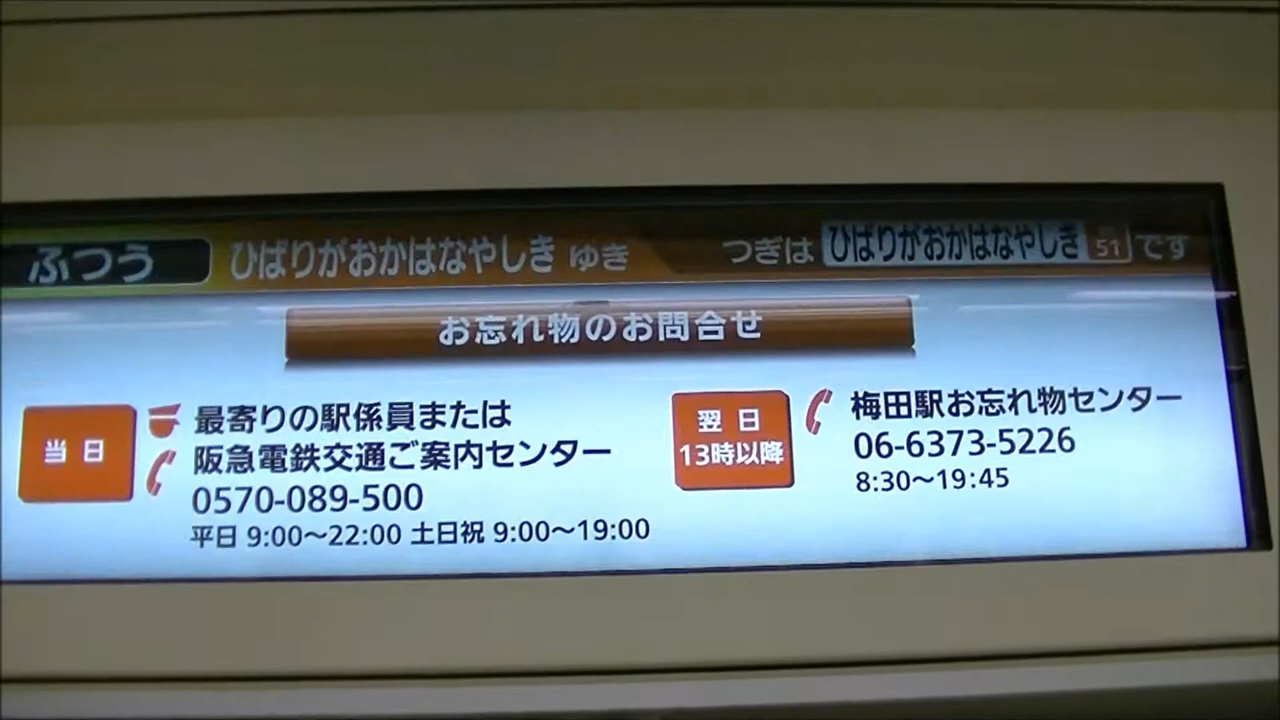 ふつう ひばりがおかはなやしき ゆき つぎは ひばりがおかはなやしき 51 です
お忘れ物のお問合せ
当日
最寄りの駅係員または
阪急電鉄交通ご案内センター
0570-089-500
平日 9:00〜22:00 土日祝 9:00〜19:00
翌日
13時以降
梅田駅お忘れ物センター
06-6373-5226
8:30〜19:45